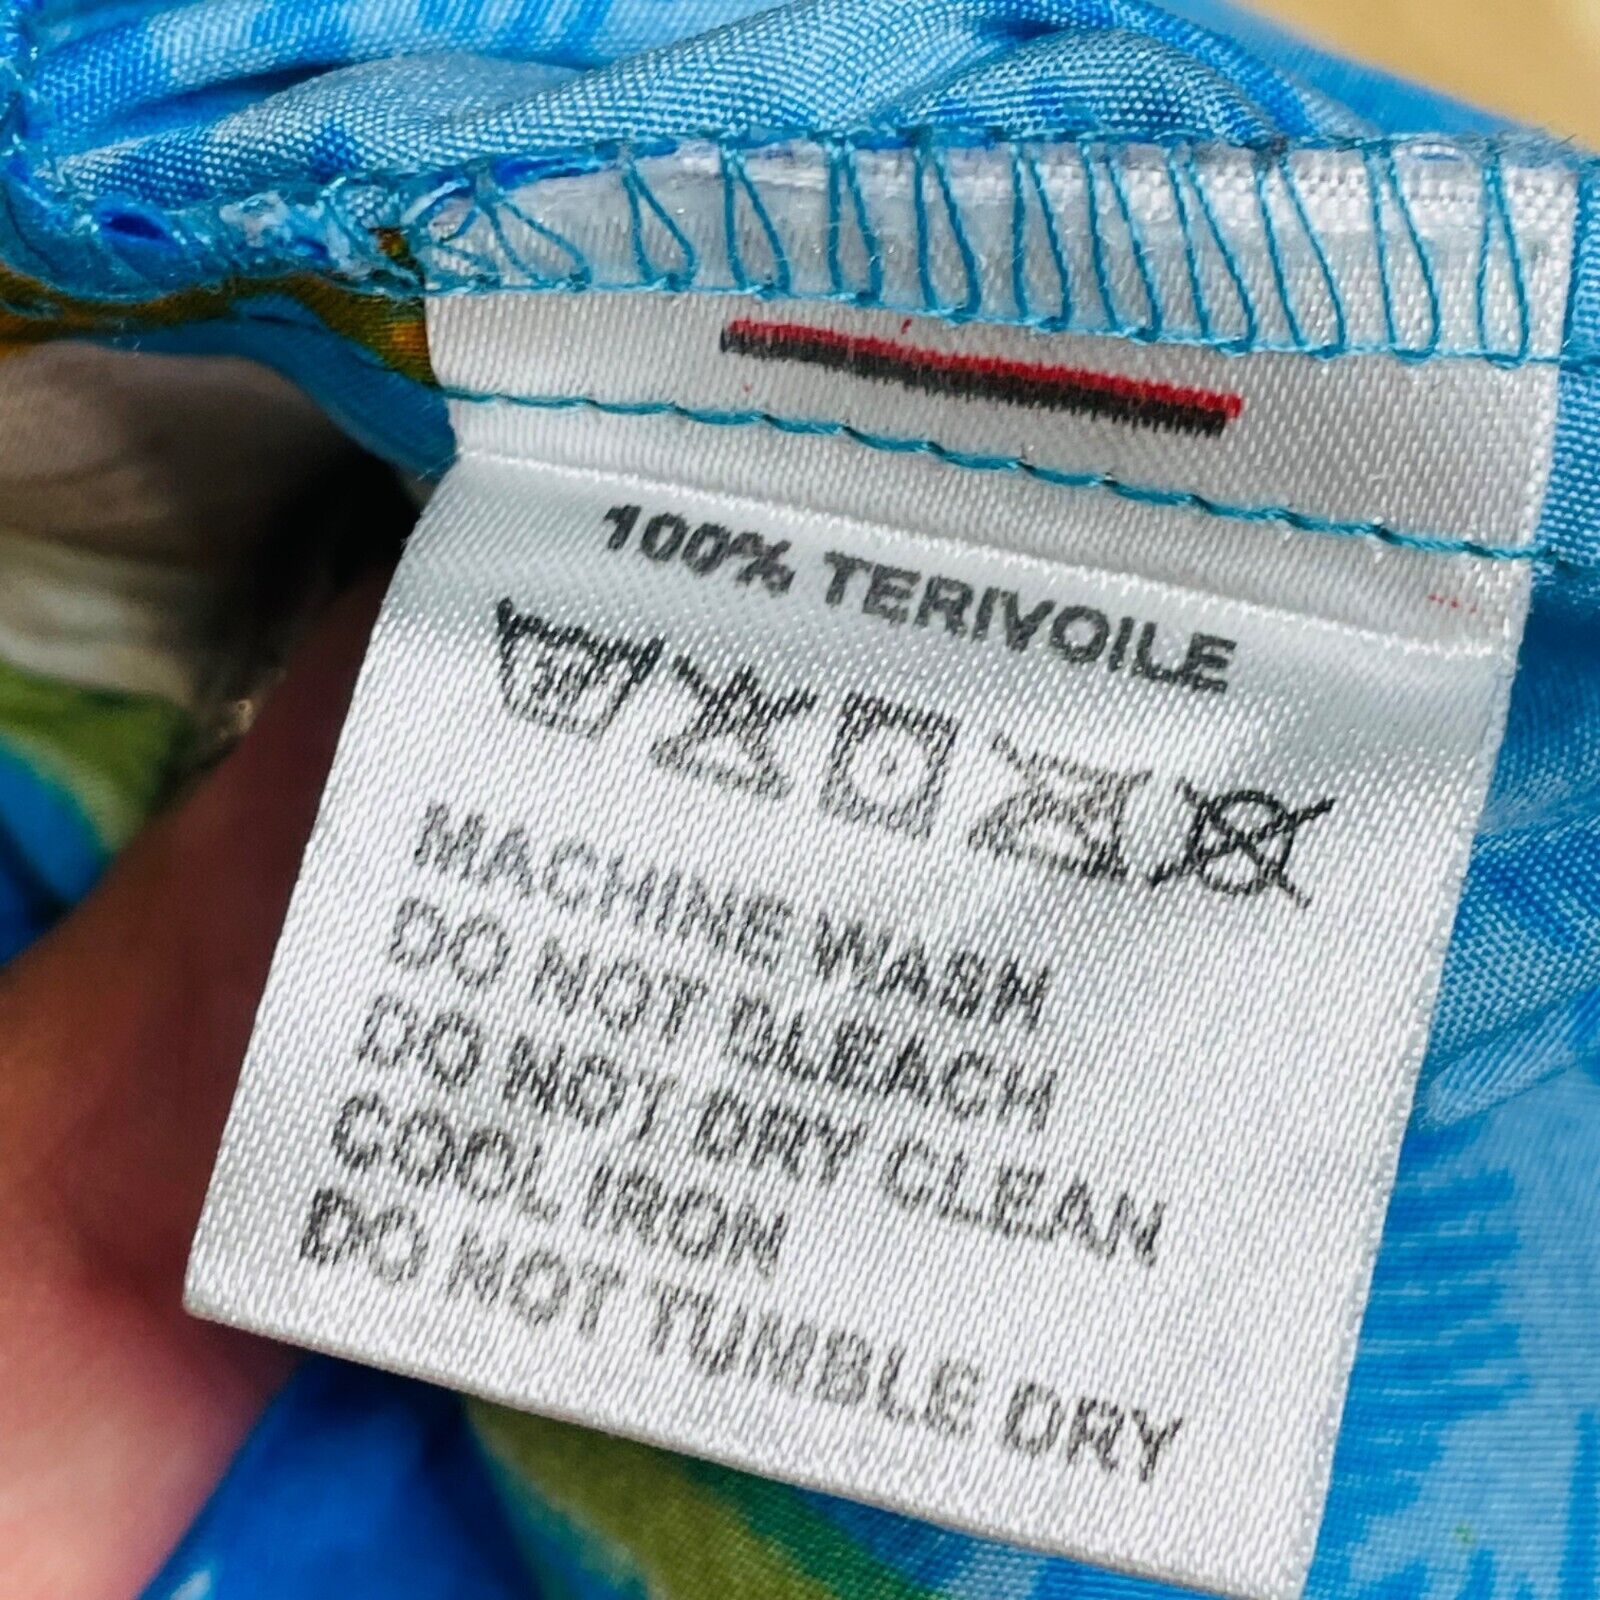 100% TERIVOILE
MACHINE WASH
DO NOT BLEACH
DO NOT DRY CLEAN
COOL IRON
DO NOT TUMBLE DRY